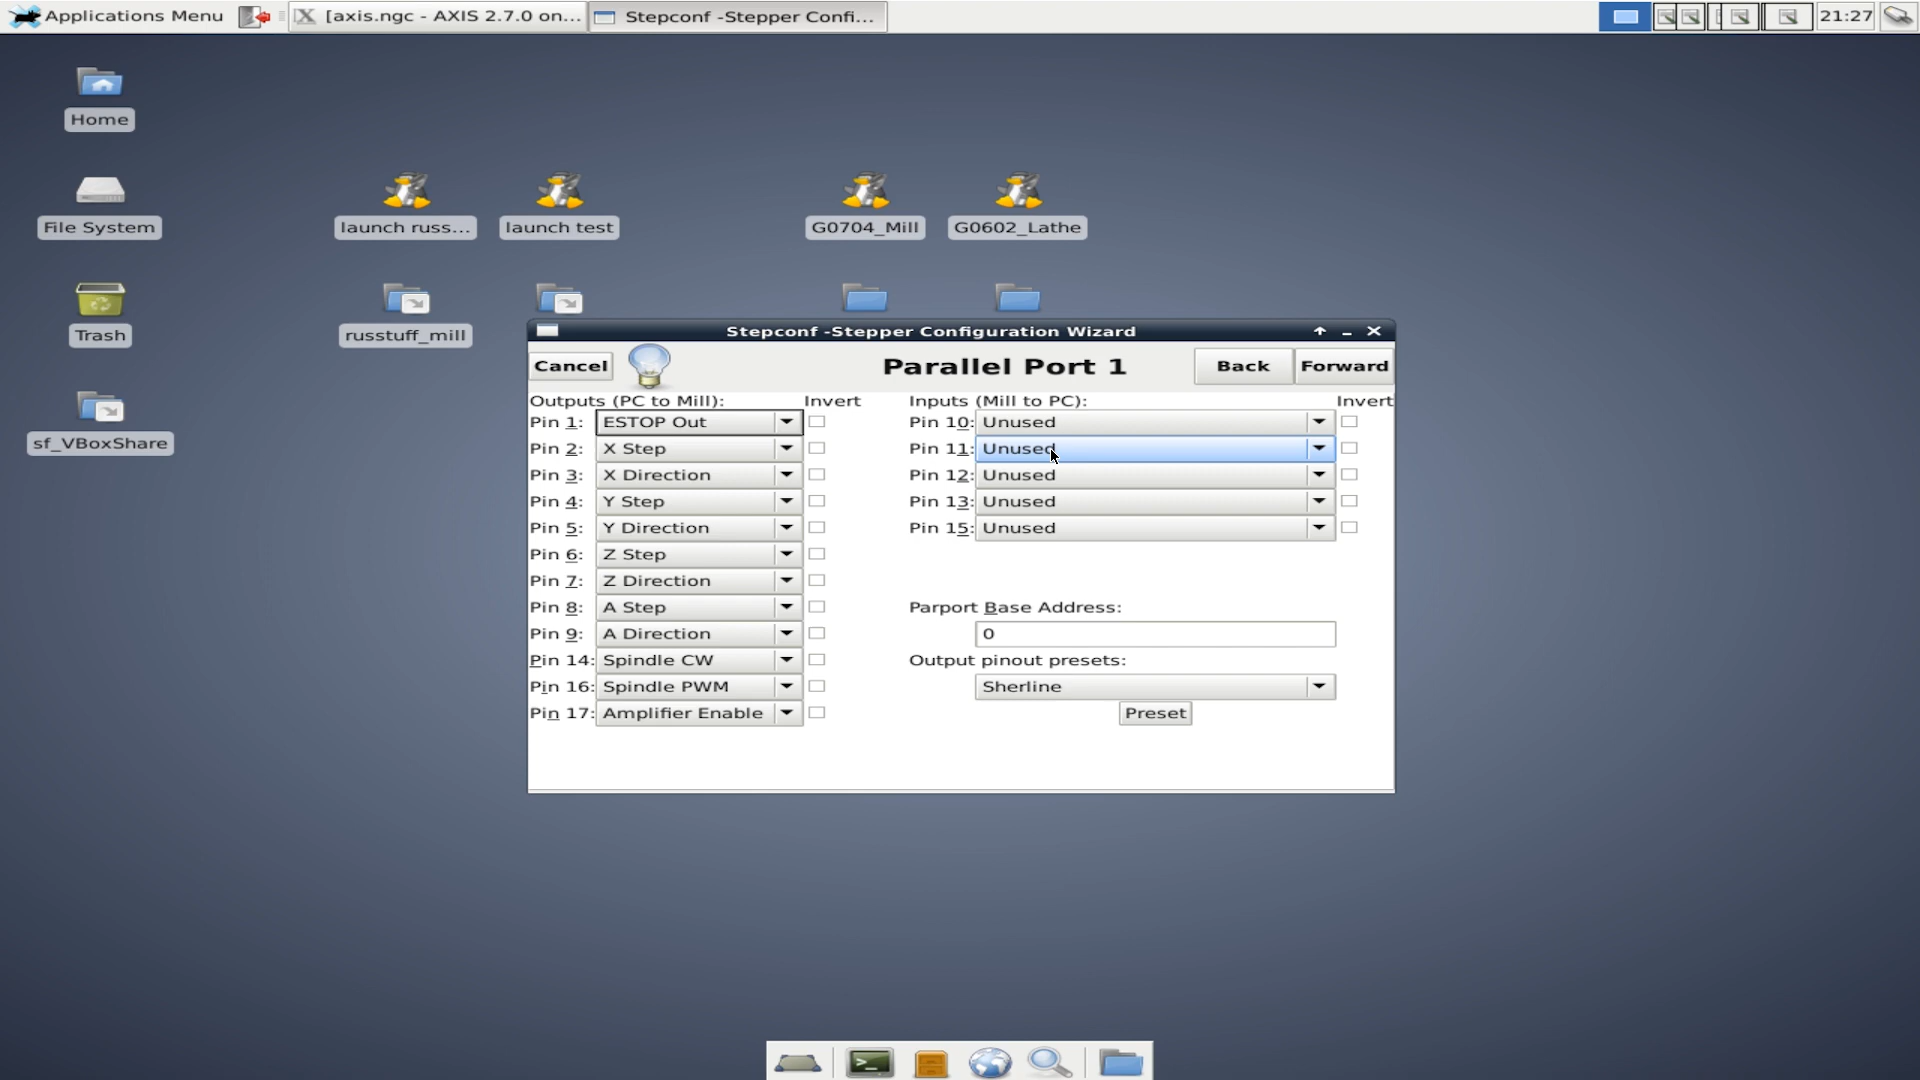 Applications Menu
[axis.ngc - AXIS 2.7.0 on...
Stepconf -Stepper Confi...
21:27
Home
File System
launch russ...
launch test
G0704_Mill
G0602_Lathe
Trash
russtuff_mill
sf_VBoxShare
Stepconf -Stepper Configuration Wizard
Cancel
Parallel Port 1
Back
Forward
Outputs (PC to Mill): Invert
Inputs (Mill to PC): Invert
Pin 1: ESTOP Out
Pin 10: Unused
Pin 2: X Step
Pin 11: Unused
Pin 3: X Direction
Pin 12: Unused
Pin 4: Y Step
Pin 13: Unused
Pin 5: Y Direction
Pin 15: Unused
Pin 6: Z Step
Pin 7: Z Direction
Pin 8: A Step
Parport Base Address:
Pin 9: A Direction
0
Pin 14: Spindle CW
Output pinout presets:
Pin 16: Spindle PWM
Sherline
Pin 17: Amplifier Enable
Preset